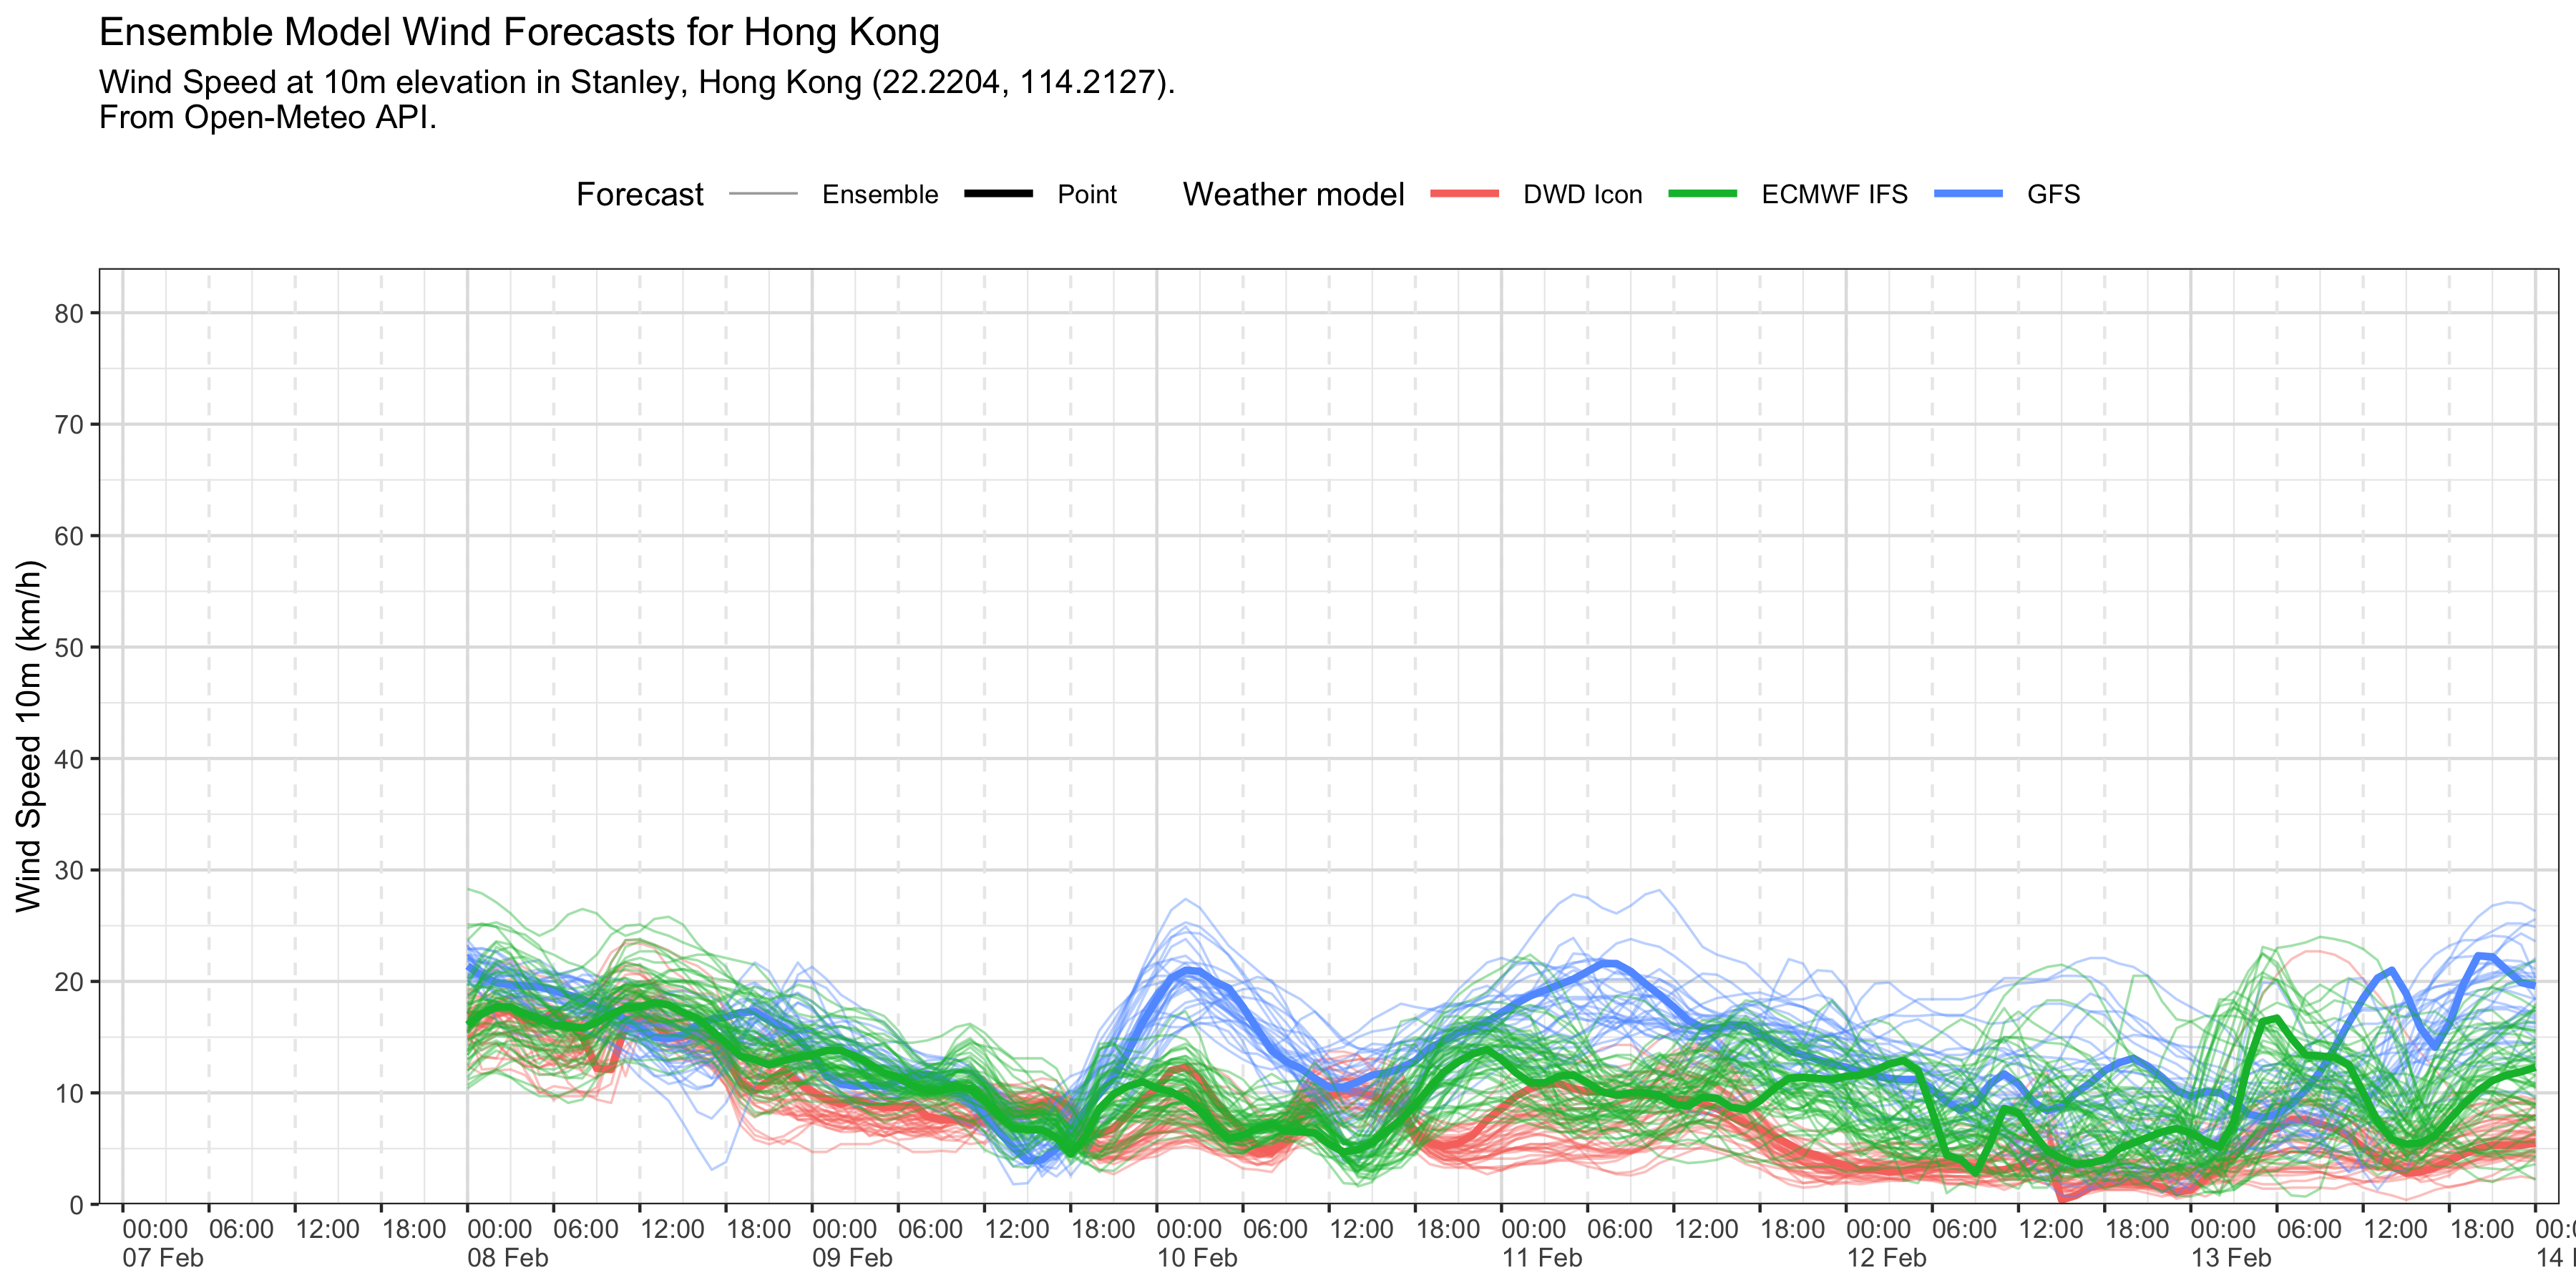 Ensemble Model Wind Forecasts for Hong Kong
Wind Speed at 10m elevation in Stanley, Hong Kong (22.2204, 114.2127).
From Open-Meteo API.
Forecast Ensemble Point Weather model DWD Icon ECMWF IFS GFS
Wind Speed 10m (km/h)
80
70
60
50
40
30
20
10
0
00:00 06:00 12:00 18:00 00:00 06:00 12:00 18:00 00:00 06:00 12:00 18:00 00:00 06:00 12:00 18:00 00:00 06:00 12:00 18:00 00:00 06:00 12:00 18:00 00:00 06:00 12:00 18:00
07 Feb 08 Feb 09 Feb 10 Feb 11 Feb 12 Feb 13 Feb 14